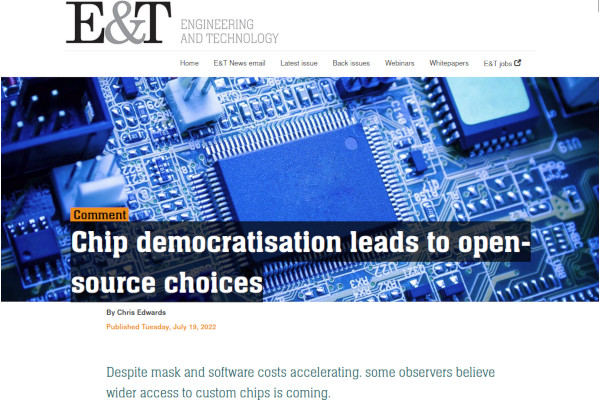 E&T ENGINEERING
AND TECHNOLOGY
Home E&T News email Latest issue Back issues Webinars Whitepapers E&T jobs
Comment
Chip democratisation leads to open-
source choices
By Chris Edwards
Published Tuesday, July 19, 2022
Despite mask and software costs accelerating, some observers believe
wider access to custom chips is coming.